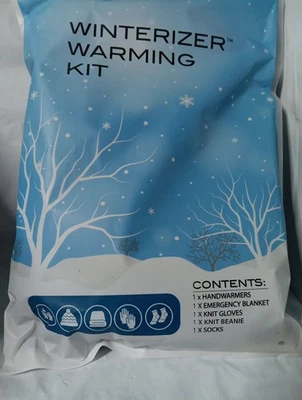 WINTERIZER™
WARMING
KIT
CONTENTS:
1 x HANDWARMERS
1 X EMERGENCY BLANKET
1 X KNIT GLOVES
1 X KNIT BEANIE
1 X SOCKS